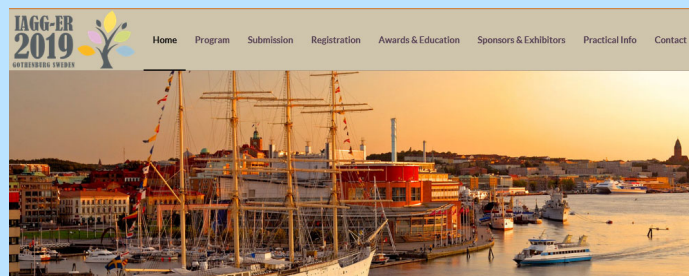 IAGG-ER
2019
GOTHENBURG SWEDEN
Home Program Submission Registration Awards & Education Sponsors & Exhibitors Practical Info Contact